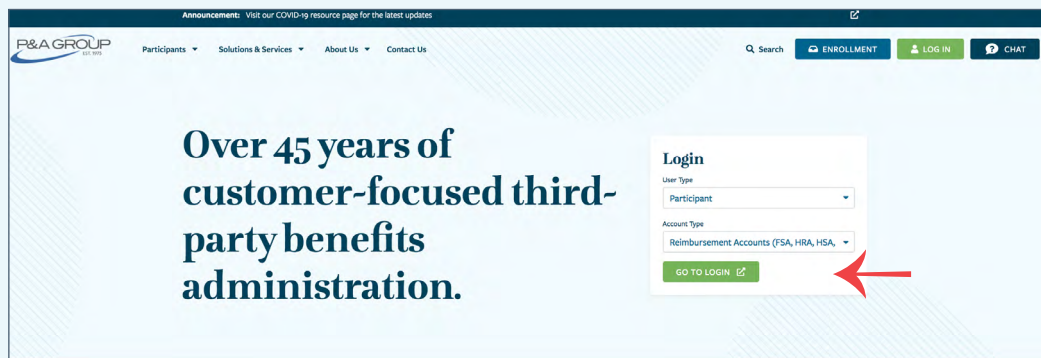 Announcement: Visit our COVID-19 resource page for the latest updates
P&A GROUP
EST. 1975
Participants
Solutions & Services
About Us
Contact Us
Search
ENROLLMENT
LOG IN
CHAT
Over 45 years of
customer-focused third-
party benefits
administration.
Login
User Type
Participant
Account Type
Reimbursement Accounts (FSA, HRA, HSA,
GO TO LOGIN